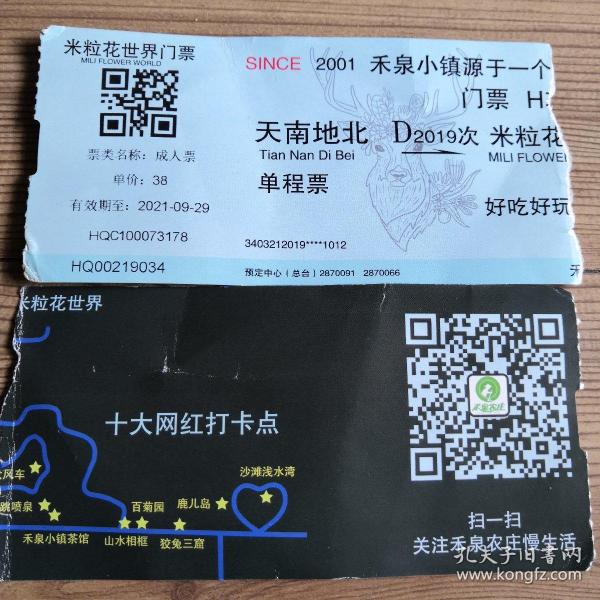 米粒花世界门票
MILI FLOWER WORLD
票类名称：成人票
单价：38
有效期至：2021-09-29
HQC100073178
HQ00219034
SINCE 2001 禾泉小镇源于一个
门票
天南地北 D2019次 米粒花
Tian Nan Di Bei MILI FLOWE
单程票
好吃好玩
3403212019****1012
预定中心（总台）2870091 2870066
米粒花世界
十大网红打卡点
风车
跳喷泉
禾泉小镇茶馆
山水相框
百菊园
狡兔三窟
鹿儿岛
沙滩浅水湾
禾泉农庄
扫一扫
关注禾泉农庄慢生活
孔夫子旧书网
www.kongfz.com